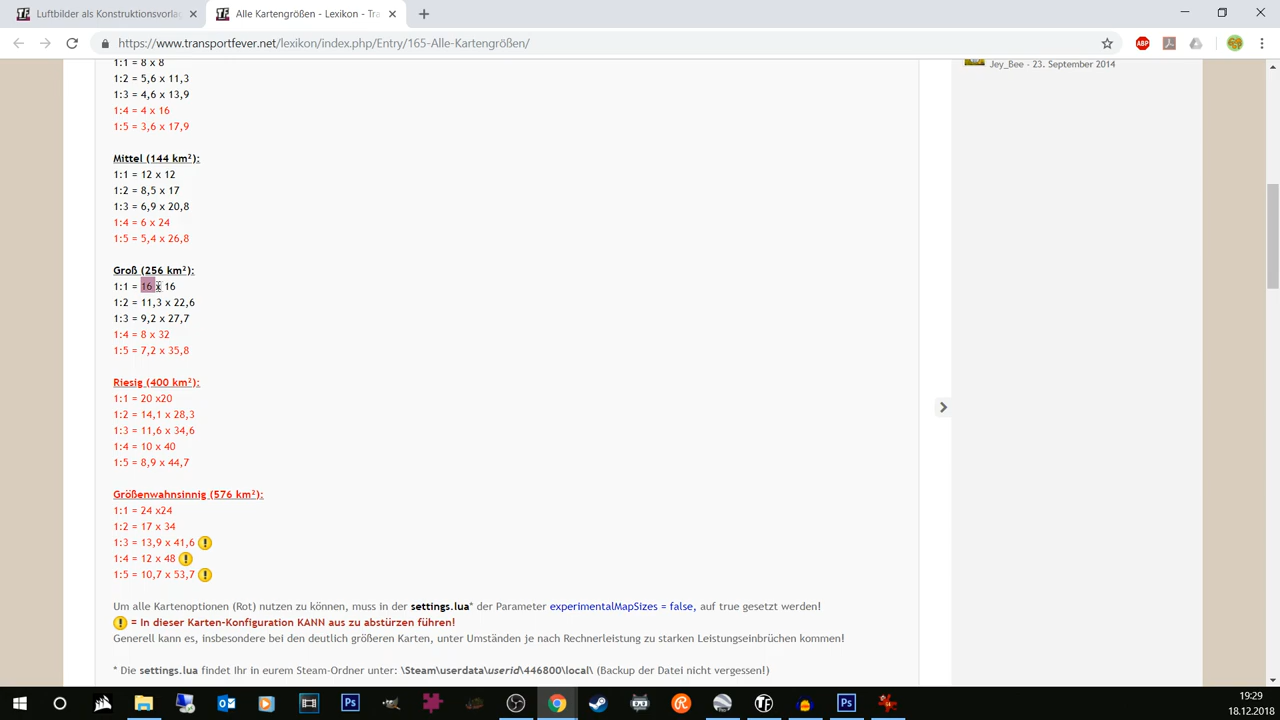 Luftbilder als Konstruktionsvorlag
Alle Kartengrößen - Lexikon - Tra
https://www.transportfever.net/lexikon/index.php/Entry/165-Alle-Kartengrößen/
ABP
Jey_Bee - 23. September 2014
1:1 = 8 x 8
1:2 = 5,6 x 11,3
1:3 = 4,6 x 13,9
1:4 = 4 x 16
1:5 = 3,6 x 17,9
Mittel (144 km²):
1:1 = 12 x 12
1:2 = 8,5 x 17
1:3 = 6,9 x 20,8
1:4 = 6 x 24
1:5 = 5,4 x 26,8
Groß (256 km²):
1:1 = 16 x 16
1:2 = 11,3 x 22,6
1:3 = 9,2 x 27,7
1:4 = 8 x 32
1:5 = 7,2 x 35,8
Riesig (400 km²):
1:1 = 20 x20
1:2 = 14,1 x 28,3
1:3 = 11,6 x 34,6
1:4 = 10 x 40
1:5 = 8,9 x 44,7
Größenwahnsinnig (576 km²):
1:1 = 24 x24
1:2 = 17 x 34
1:3 = 13,9 x 41,6
1:4 = 12 x 48
1:5 = 10,7 x 53,7
Um alle Kartenoptionen (Rot) nutzen zu können, muss in der settings.lua* der Parameter experimentalMapSizes = false, auf true gesetzt werden!
= In dieser Karten-Konfiguration KANN aus zu abstürzen führen!
Generell kann es, insbesondere bei den deutlich größeren Karten, unter Umständen je nach Rechnerleistung zu starken Leistungseinbrüchen kommen!
* Die settings.lua findet Ihr in eurem Steam-Ordner unter: \Steam\userdata\userid\446800\local\ (Backup der Datei nicht vergessen!)
19:29
18.12.2018